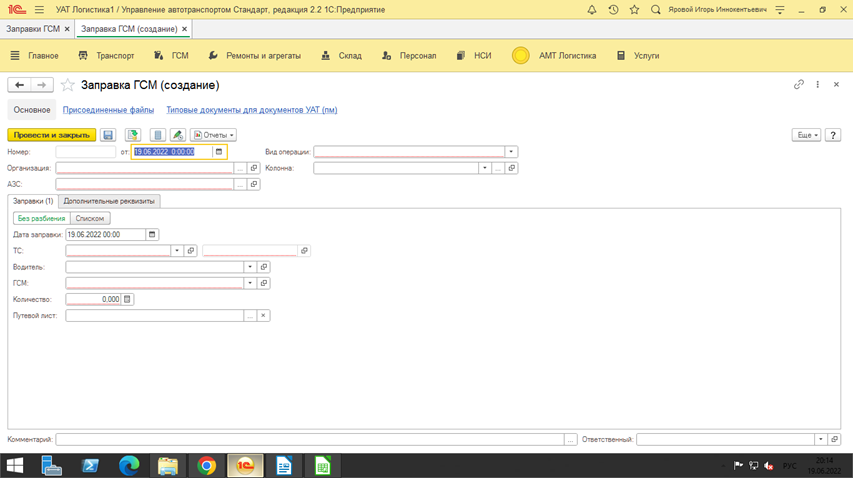 УАТ Логистика1 / Управление автотранспортом Стандарт, редакция 2.2 1С:Предприятие
Яровой Игорь Иннокентьевич
Заправки ГСМ ×
Заправка ГСМ (создание) ×
Главное Транспорт ГСМ Ремонты и агрегаты Склад Персонал НСИ АМТ Логистика Услуги
Заправка ГСМ (создание)
Основное Присоединенные файлы Типовые документы для документов УАТ (пм)
Провести и закрыть Отчеты Еще ?
Номер: от: 19.06.2022 0:00:00 Вид операции:
Организация: Колонна:
АЗС:
Заправки (1) Дополнительные реквизиты
Без разбиения Списком
Дата заправки: 19.06.2022 00:00
ТС:
Водитель:
ГСМ:
Количество: 0,000
Путевой лист:
Комментарий: Ответственный:
РУС 20:14
19.06.2022